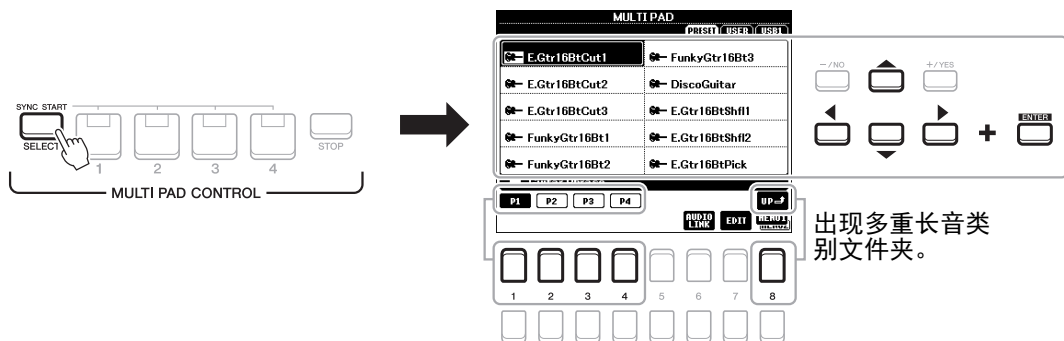 SYNC START
SELECT
1 2 3 4
STOP
MULTI PAD CONTROL
MULTI PAD
PRESET USER USB1
E.Gtr16BtCut1 FunkyGtr16Bt3
E.Gtr16BtCut2 DiscoGuitar
E.Gtr16BtCut3 E.Gtr16BtShfl1
FunkyGtr16Bt1 E.Gtr16BtShfl2
FunkyGtr16Bt2 E.Gtr16BtPick
P1 P2 P3 P4
UP
AUDIO LINK
EDIT
MENU1
MENU2
1 2 3 4 5 6 7 8
-/NO
+/YES
+
ENTER
出现多重长音类
别文件夹。